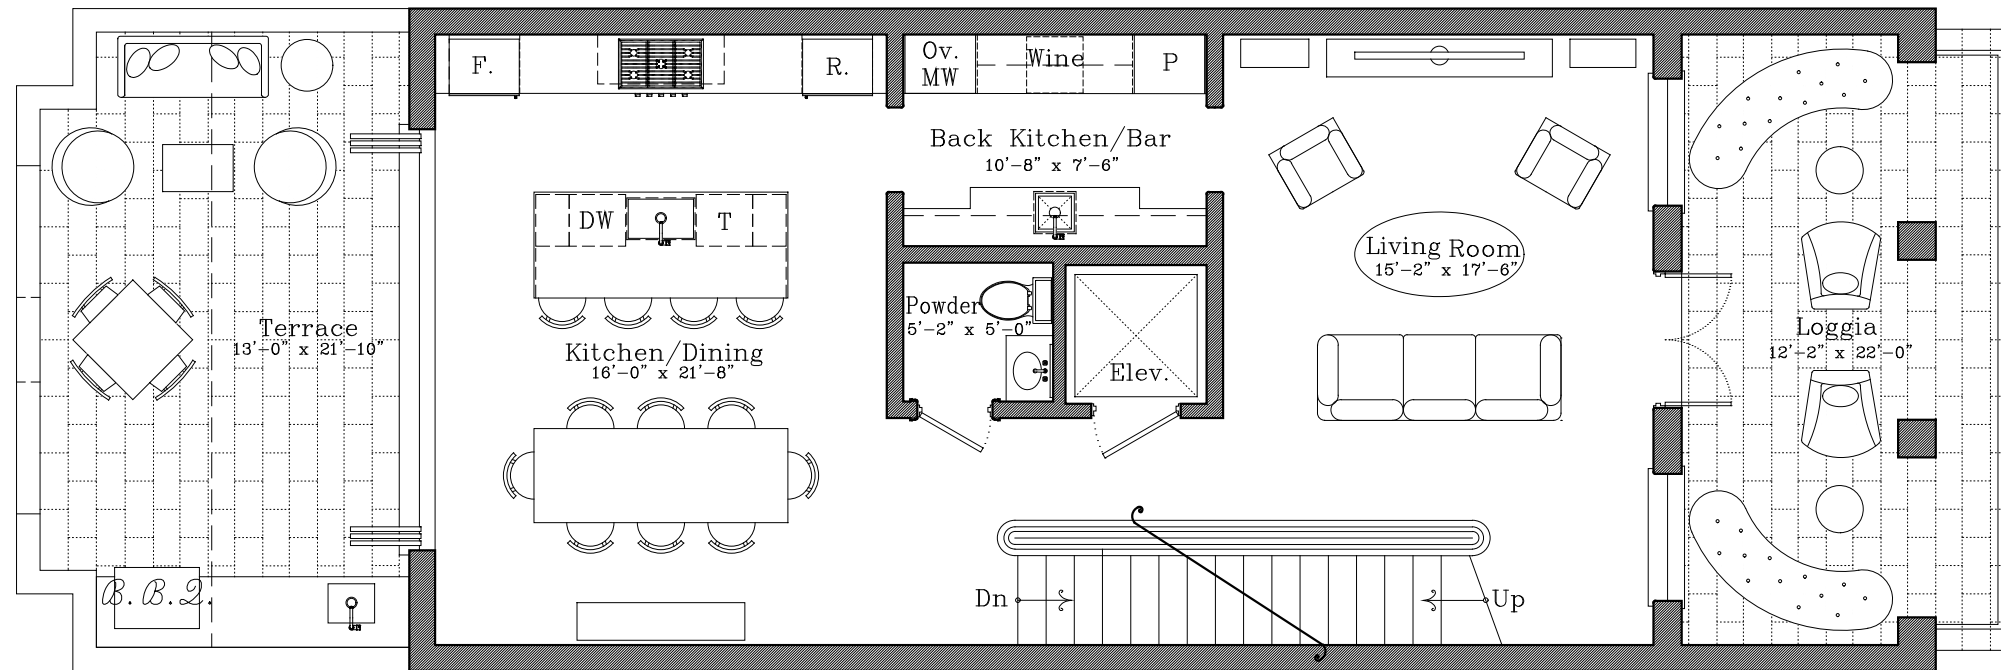 F.
R.
Ov.
MW
Wine
P
Back Kitchen/Bar
10'-8" x 7'-6"
DW
T
Living Room
15'-2" x 17'-6"
Powder
5'-2" x 5'-0"
Terrace
13'-0" x 21'-10"
Kitchen/Dining
16'-0" x 21'-8"
Elev.
Loggia
12'-2" x 22'-0"
B.B.Q.
Dn
Up